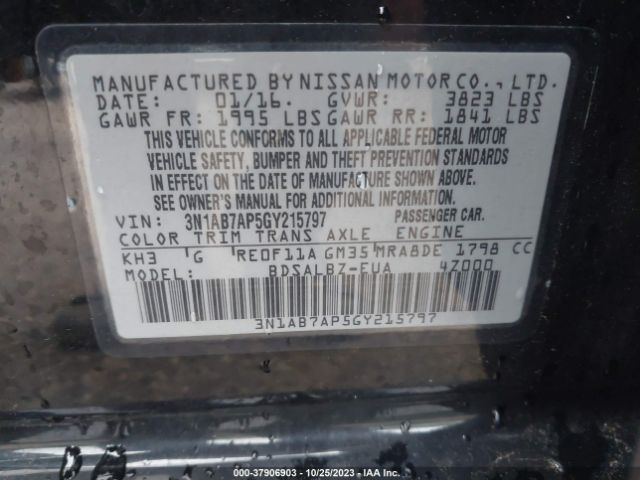 MANUFACTURED BY NISSAN MOTOR CO., LTD.
DATE: 01/16. GVWR: 3823 LBS
GAWR FR: 1995 LBS GAWR RR: 1841 LBS
THIS VEHICLE CONFORMS TO ALL APPLICABLE FEDERAL MOTOR
VEHICLE SAFETY, BUMPER AND THEFT PREVENTION STANDARDS
IN EFFECT ON THE DATE OF MANUFACTURE SHOWN ABOVE.
SEE OWNER'S MANUAL FOR ADDITIONAL INFORMATION.
VIN: 3N1AB7AP5GY215797 PASSENGER CAR.
COLOR TRIM TRANS AXLE ENGINE
KH3 G RE0F11A GM35 MRA8DE 1798 CC
MODEL: BDSALBZ-EUA 4Z000
3N1AB7AP5GY215797
000-37906903 - 10/25/2023 - IAA Inc.